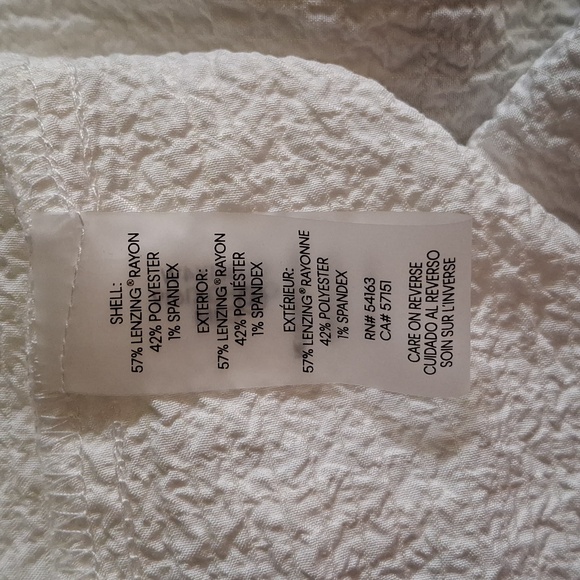 SHELL:
57% LENZING® RAYON
42% POLYESTER
1% SPANDEX
EXTERIOR:
57% LENZING® RAYON
42% POLIÉSTER
1% SPANDEX
EXTÉRIEUR:
57% LENZING® RAYONNE
42% POLYESTER
1% SPANDEX
RN# 54163
CA# 57151
CARE ON REVERSE
CUIDADO AL REVERSO
SOIN SUR L'INVERSE